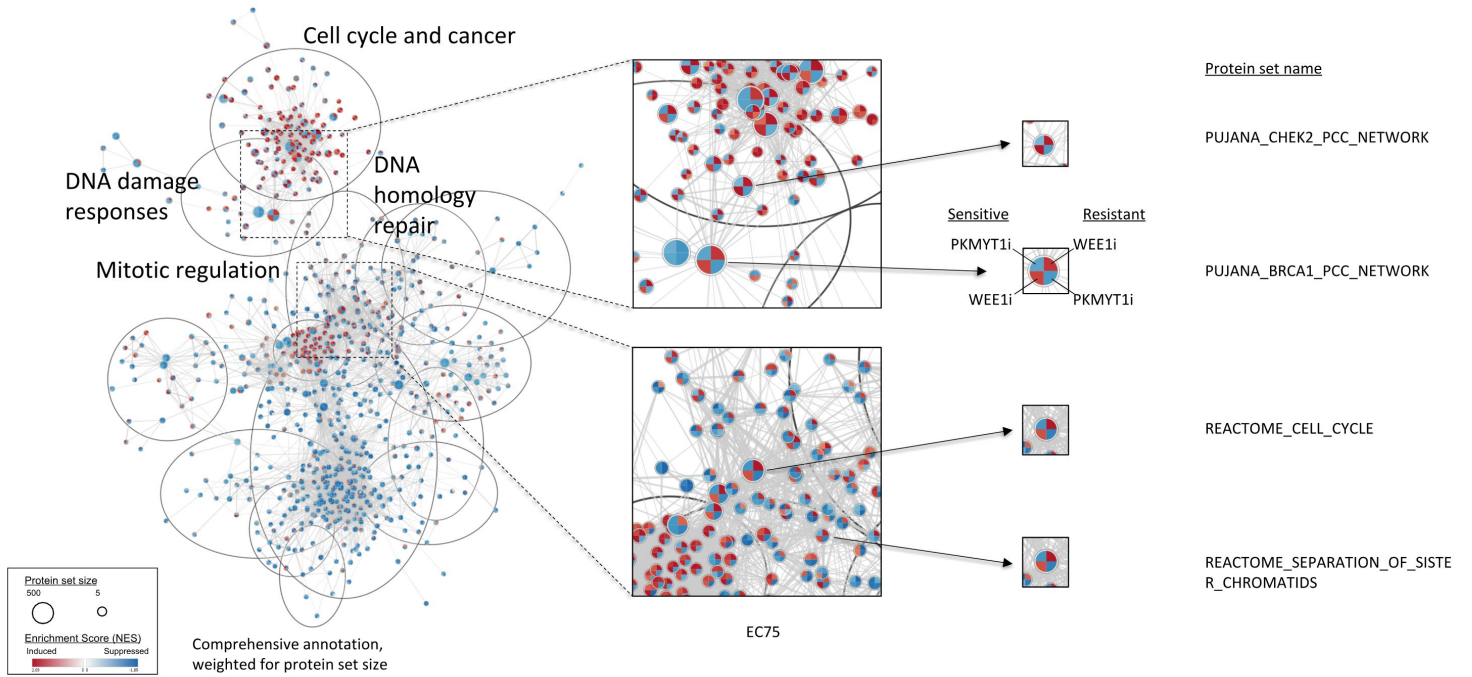 Cell cycle and cancer
DNA damage
responses
DNA
homology
repair
Mitotic regulation
Protein set name
PUJANA_CHEK2_PCC_NETWORK
Sensitive
Resistant
PKMYT1i
WEE1i
WEE1i
PKMYT1i
PUJANA_BRCA1_PCC_NETWORK
REACTOME_CELL_CYCLE
REACTOME_SEPARATION_OF_SISTE
R_CHROMATIDS
EC75
Protein set size
500
5
Enrichment Score (NES)
Induced
Suppressed
Comprehensive annotation,
weighted for protein set size